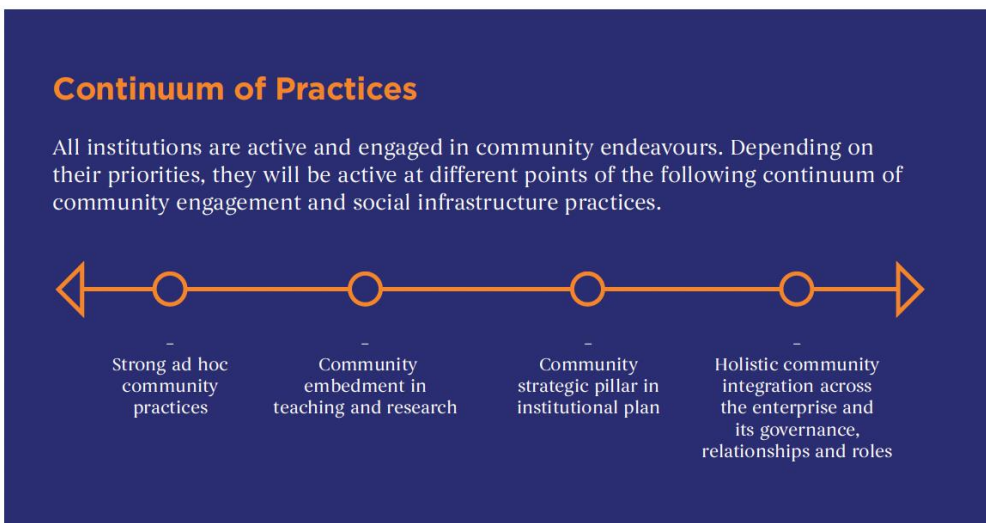 Continuum of Practices
All institutions are active and engaged in community endeavours. Depending on
their priorities, they will be active at different points of the following continuum of
community engagement and social infrastructure practices.
–
Strong ad hoc
community
practices
–
Community
embedment in
teaching and research
–
Community
strategic pillar in
institutional plan
–
Holistic community
integration across
the enterprise and
its governance,
relationships and roles